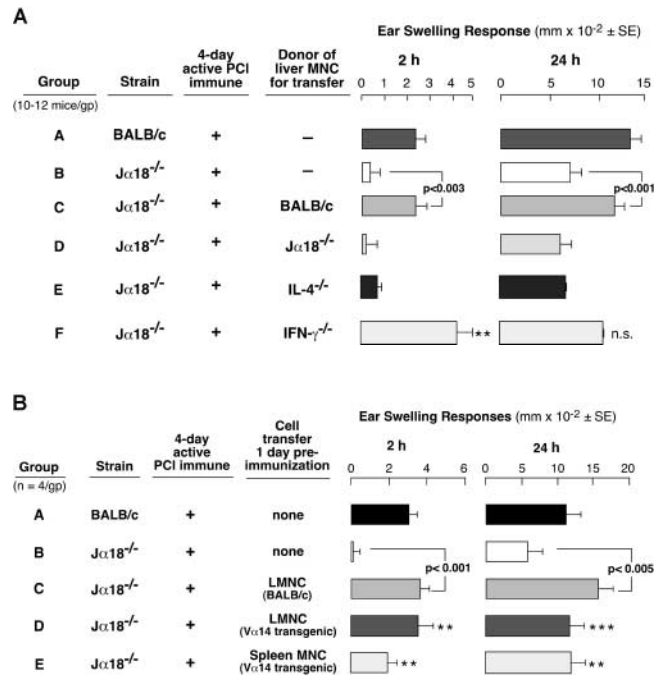 A
Ear Swelling Response (mm x 10-2 ± SE)
4-day active PCl immune
Donor of liver MNC for transfer
2 h
24 h
Group
Strain
(10-12 mice/gp)
0 1 2 3 4 5
0 5 10 15
A BALB/c + –
B Jα18-/- + –
p<0.003
p<0.001
C Jα18-/- + BALB/c
D Jα18-/- + Jα18-/-
E Jα18-/- + IL-4-/-
F Jα18-/- + IFN-γ-/- ** n.s.
B
Ear Swelling Responses (mm x 10-2 ± SE)
4-day active PCl immune
Cell transfer 1 day pre-immunization
2 h
24 h
Group
Strain
(n = 4/gp)
0 2 4 6
0 5 10 15 20
A BALB/c + none
B Jα18-/- + none
p< 0.001
p< 0.005
C Jα18-/- + LMNC
(BALB/c)
D Jα18-/- + LMNC ** ***
(Vα14 transgenic)
E Jα18-/- + Spleen MNC ** **
(Vα14 transgenic)